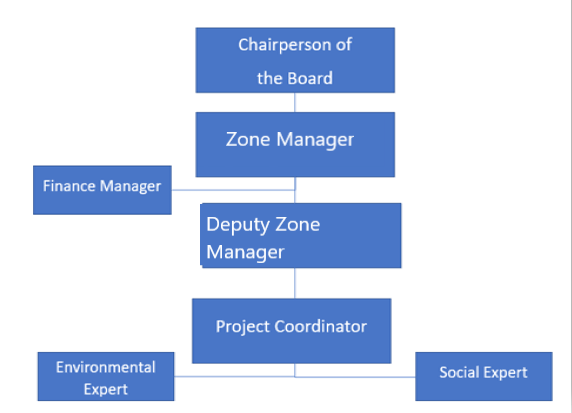 Chairperson of
the Board
Zone Manager
Finance Manager
Deputy Zone
Manager
Project Coordinator
Environmental
Expert
Social Expert